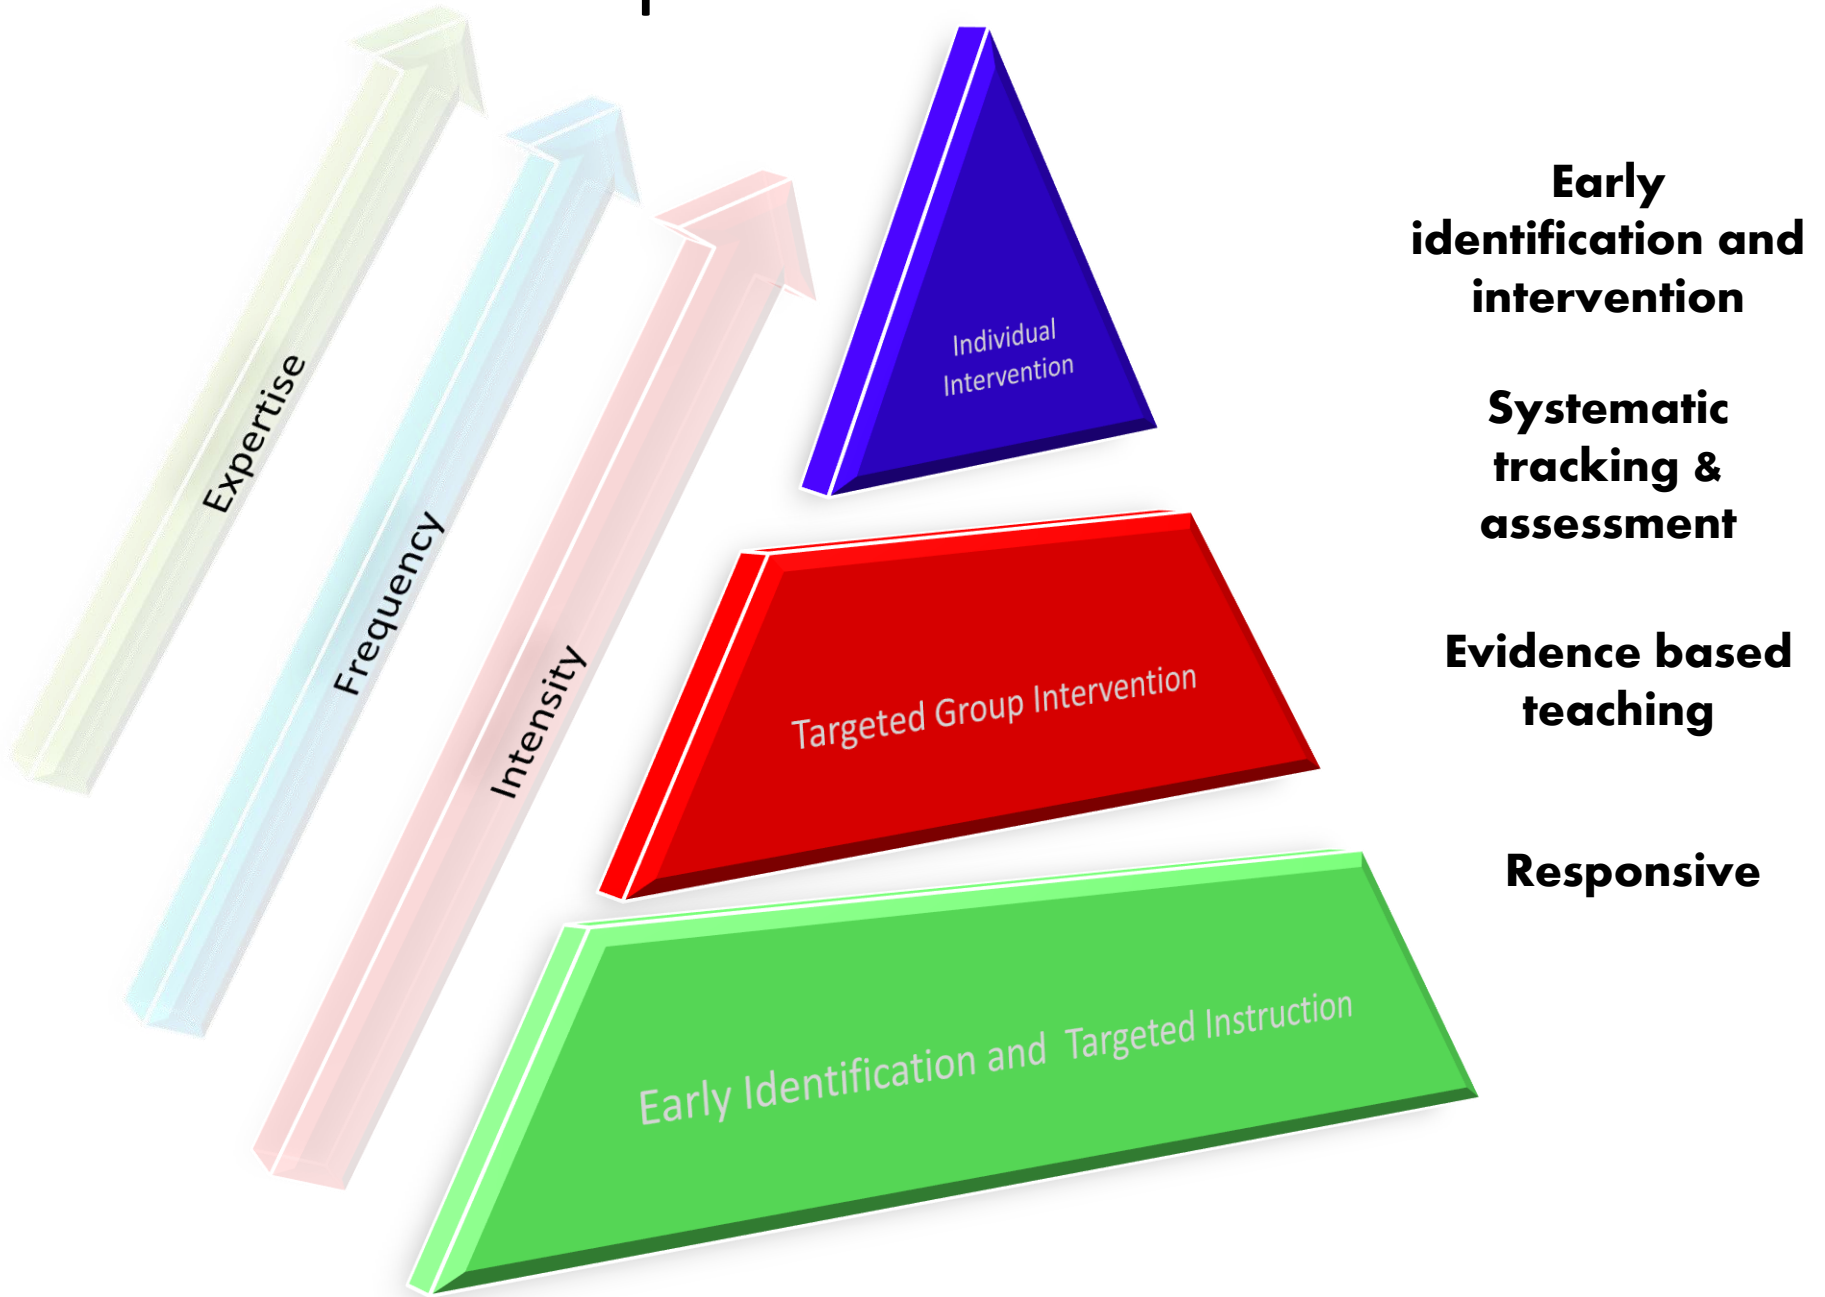 Expertise
Frequency
Intensity
Individual
Intervention
Targeted Group Intervention
Early Identification and Targeted Instruction
Early
identification and
intervention
Systematic
tracking &
assessment
Evidence based
teaching
Responsive